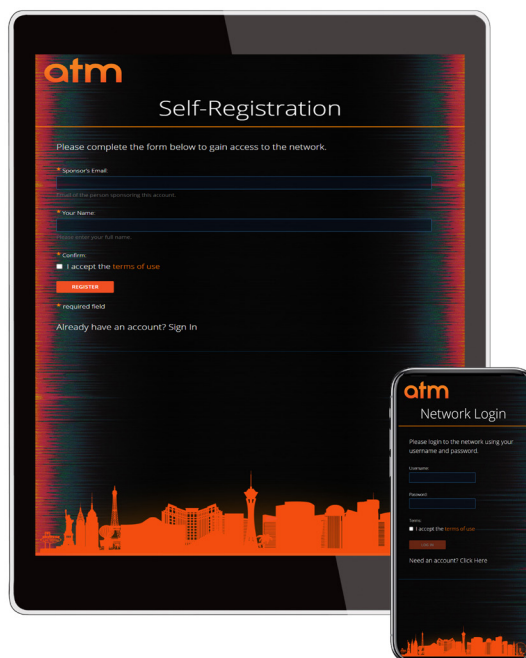 atm
Self-Registration
Please complete the form below to gain access to the network.
* Sponsor's Email:
Email of the person sponsoring this account.
* Your Name:
Please enter your full name.
* Confirm:
I accept the terms of use
REGISTER
* required field
Already have an account? Sign In
atm
Network Login
Please login to the network using your
username and password.
Username:
Password:
Terms:
I accept the terms of use
LOG IN
Need an account? Click Here